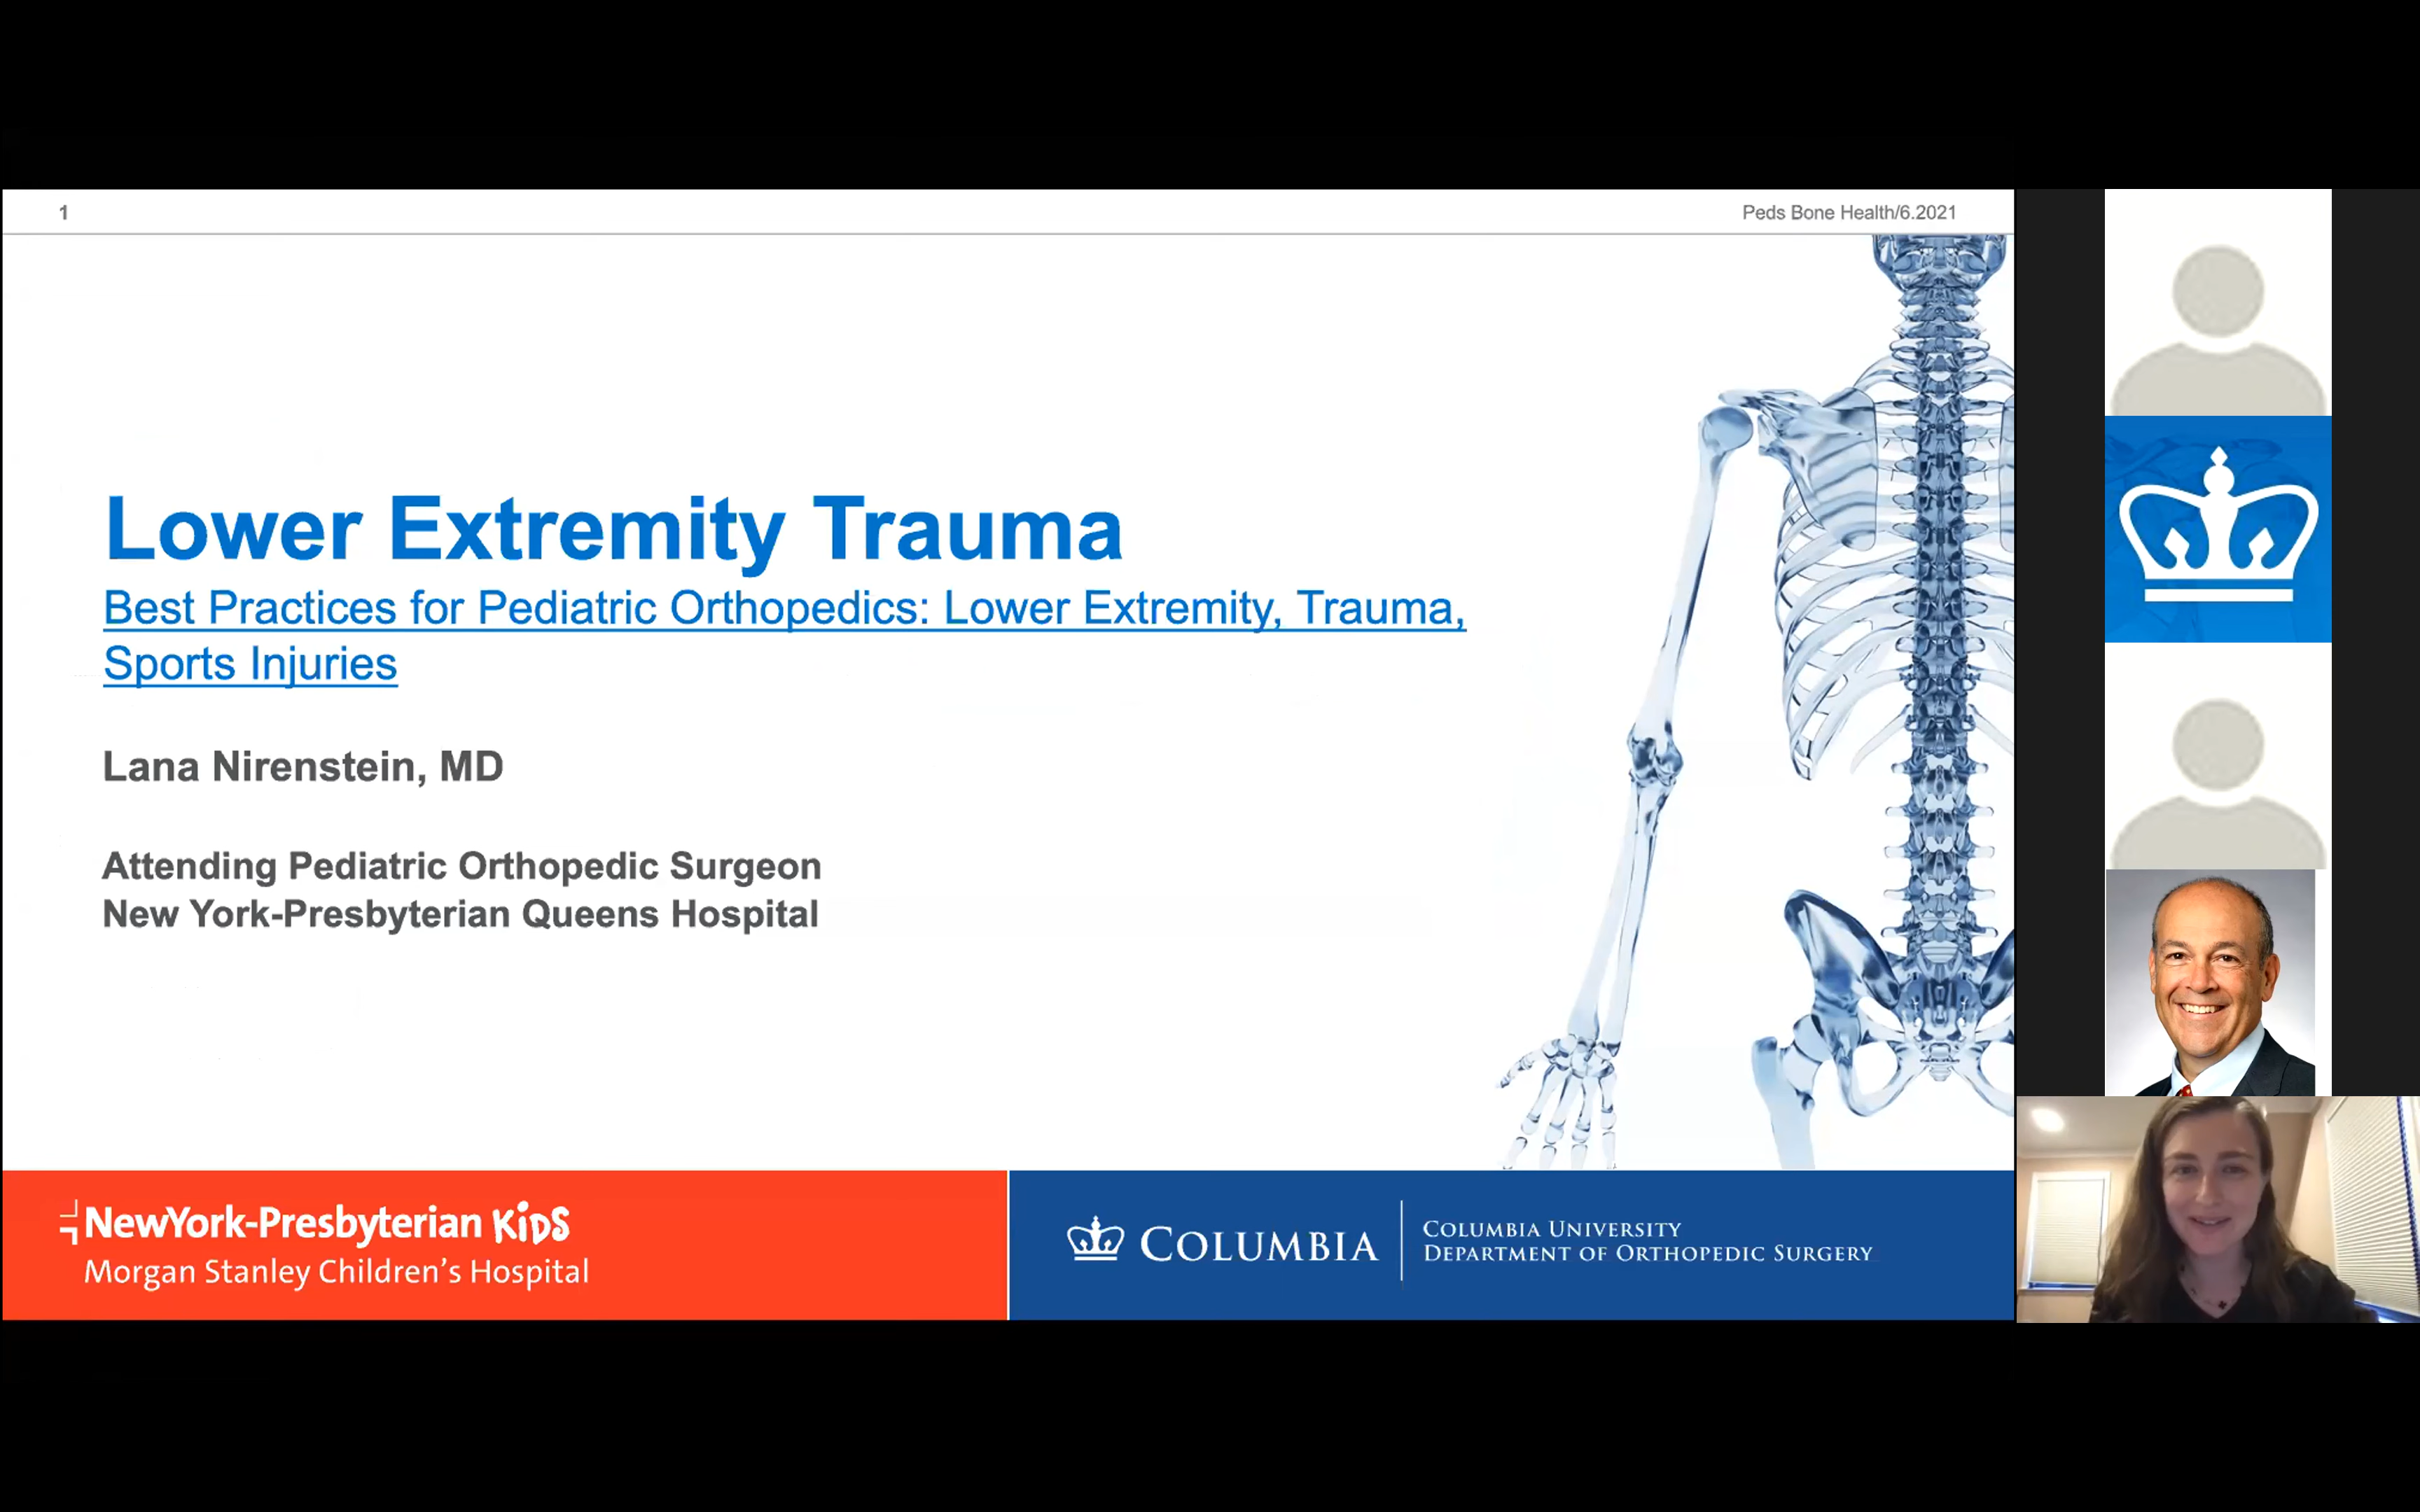 1
Peds Bone Health/6.2021
Lower Extremity Trauma
Best Practices for Pediatric Orthopedics: Lower Extremity, Trauma,
Sports Injuries
Lana Nirenstein, MD
Attending Pediatric Orthopedic Surgeon
New York-Presbyterian Queens Hospital
NewYork-Presbyterian KiDS
Morgan Stanley Children's Hospital
COLUMBIA
COLUMBIA UNIVERSITY
DEPARTMENT OF ORTHOPEDIC SURGERY